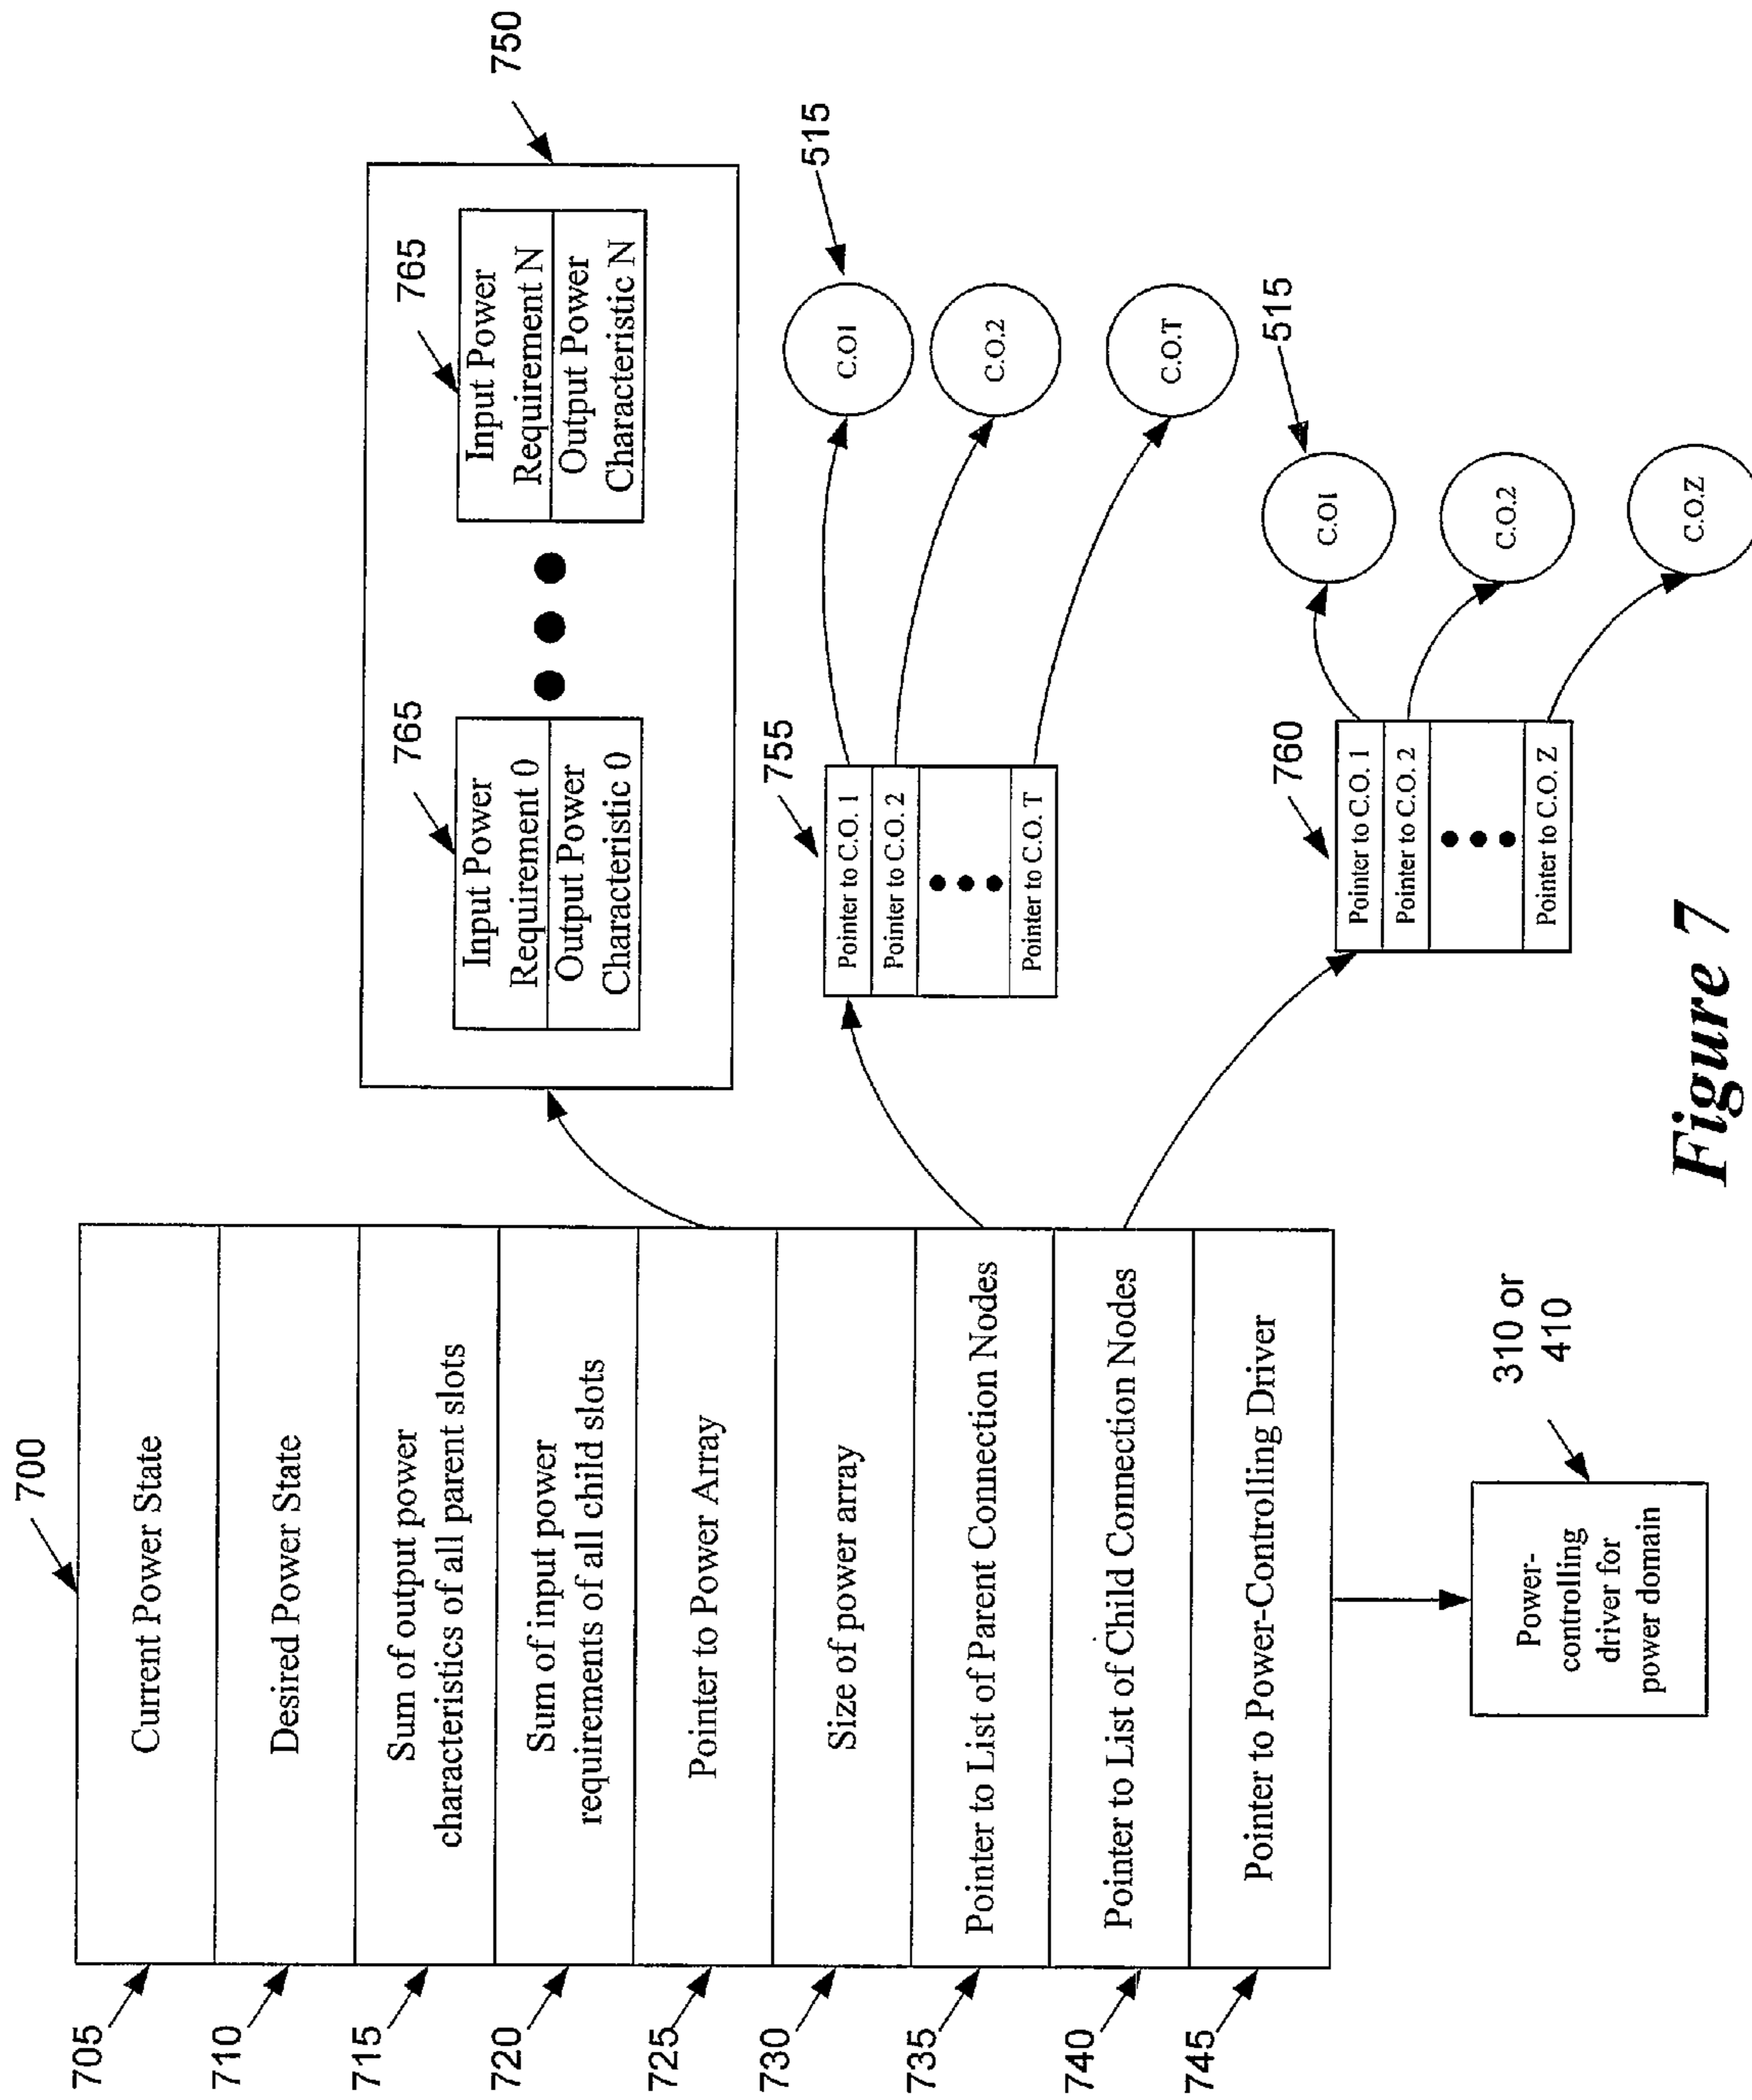 700
705
Current Power State
710
Desired Power State
715
Sum of output power
characteristics of all parent slots
720
Sum of input power
requirements of all child slots
725
Pointer to Power Array
730
Size of power array
735
Pointer to List of Parent Connection Nodes
740
Pointer to List of Child Connection Nodes
745
Pointer to Power-Controlling Driver
310 or
410
Power-
controlling
driver for
power domain
750
765
Input Power
Requirement 0
Output Power
Characteristic 0
765
Input Power
Requirement N
Output Power
Characteristic N
755
Pointer to C.O. 1
Pointer to C.O. 2
Pointer to C.O. T
515
C.O1
C.O.2
C.O.T
760
Pointer to C.O. 1
Pointer to C.O. 2
Pointer to C.O. Z
515
C.O1
C.O.2
C.O.Z
Figure 7